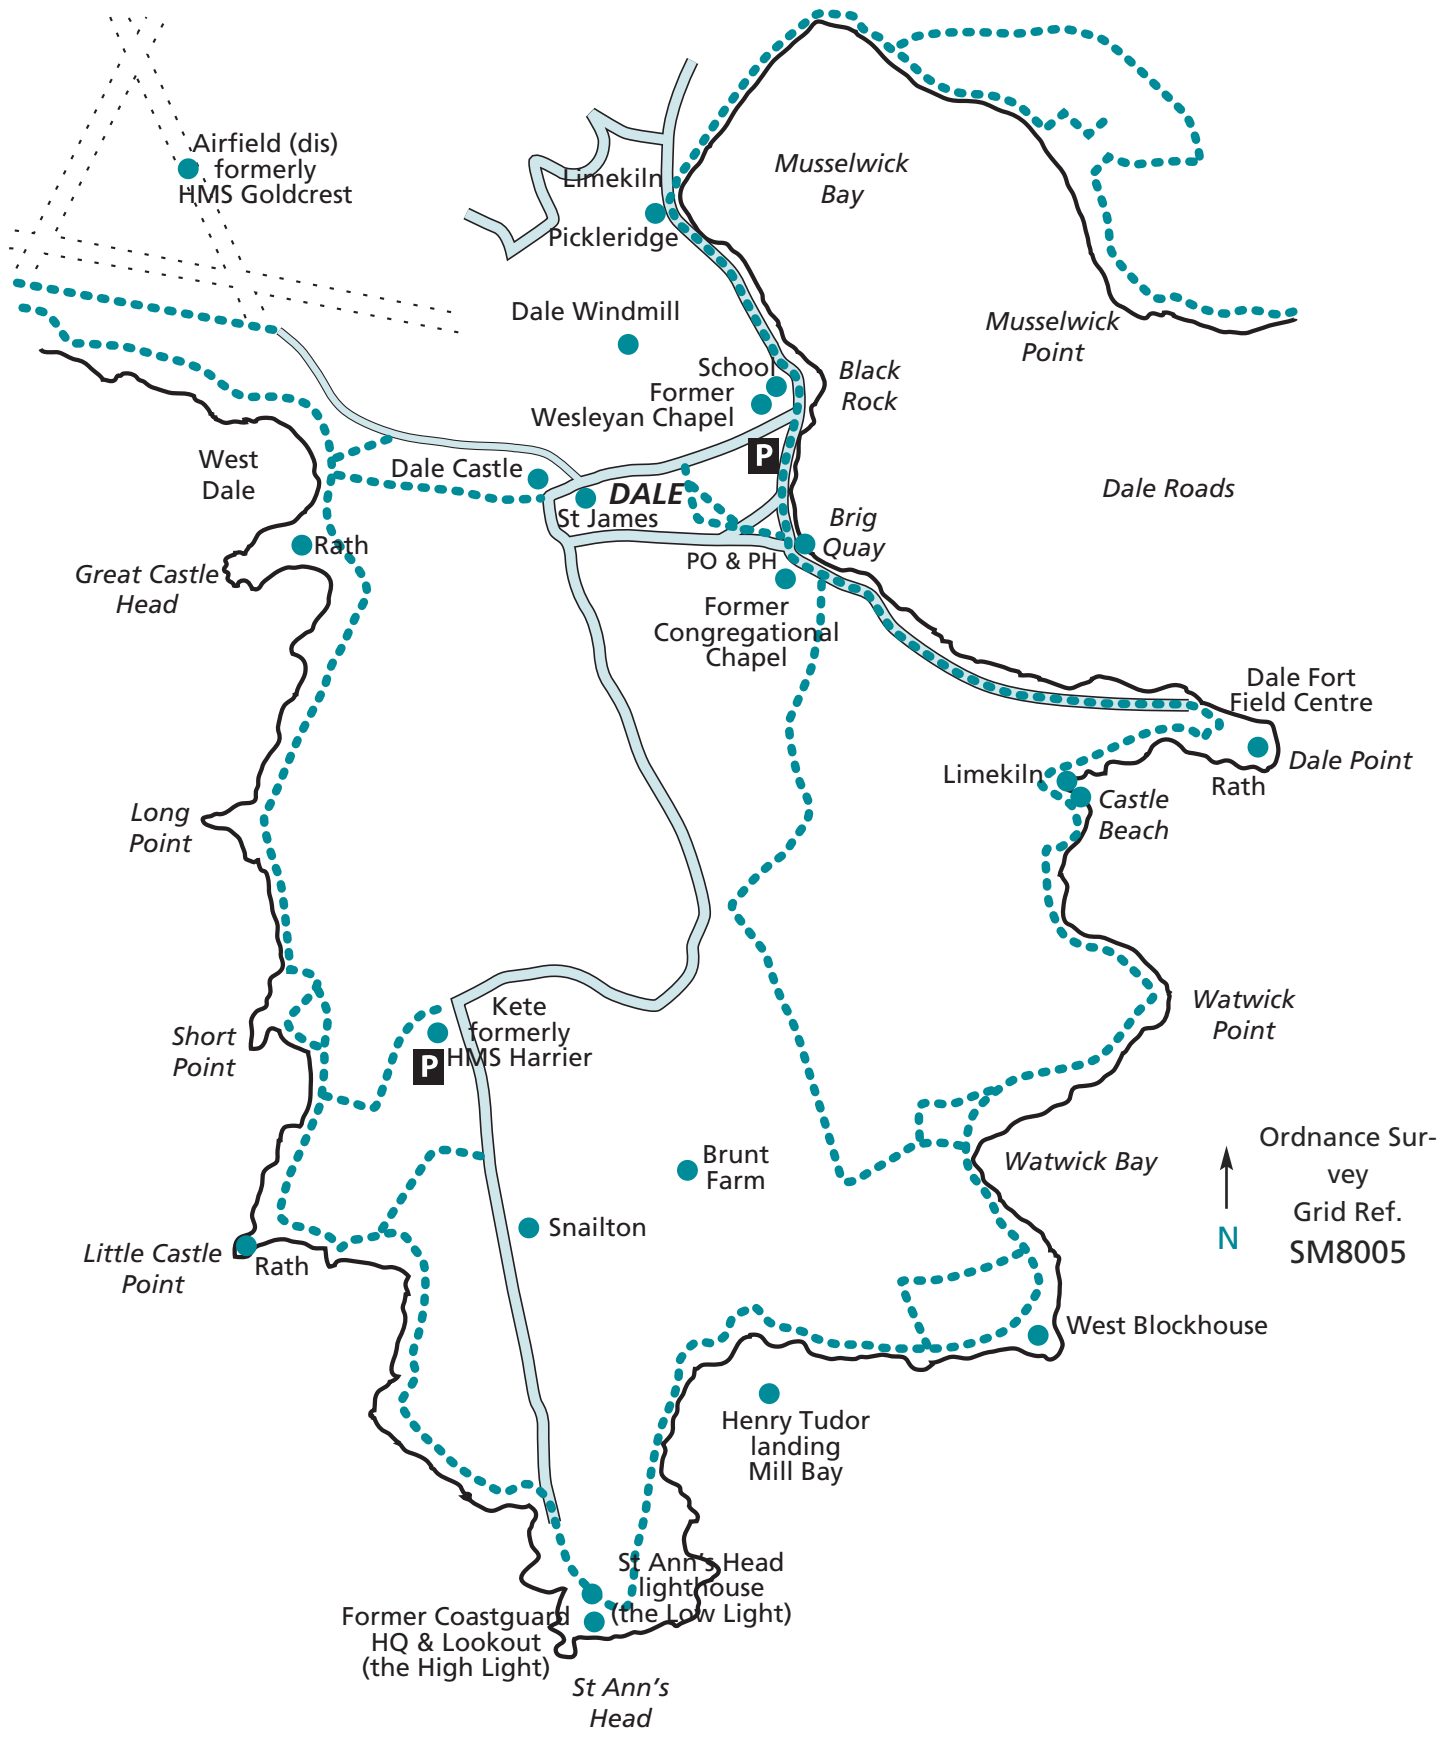 Airfield (dis)
formerly
HMS Goldcrest
Limekiln
Pickleridge
Musselwick
Bay
Dale Windmill
Musselwick
Point
School
Former
Wesleyan Chapel
Black
Rock
P
West
Dale
Dale Castle
DALE
St James
Dale Roads
Brig
Quay
Rath
Great Castle
Head
PO & PH
Former
Congregational
Chapel
Dale Fort
Field Centre
Dale Point
Rath
Limekiln
Castle
Beach
Long
Point
Short
Point
Kete
formerly
HMS Harrier
P
Watwick
Point
Brunt
Farm
Watwick Bay
Ordnance Sur-
vey
Grid Ref.
SM8005
N
Snailton
Little Castle
Point
Rath
West Blockhouse
Henry Tudor
landing
Mill Bay
St Ann's Head
lighthouse
(the Low Light)
Former Coastguard
HQ & Lookout
(the High Light)
St Ann's
Head